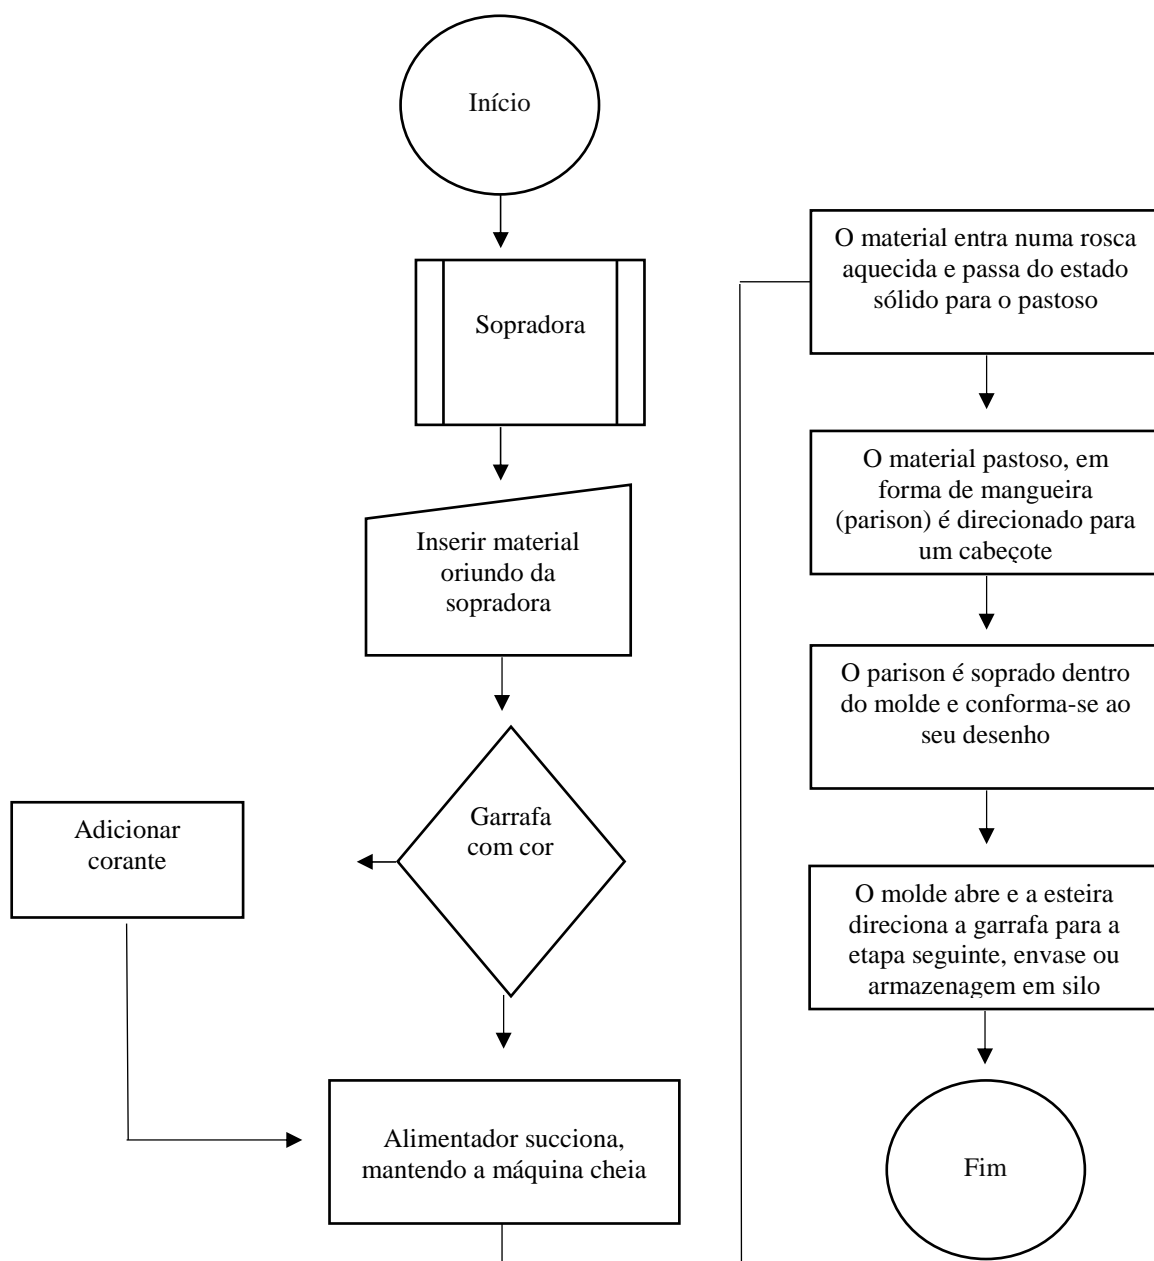 Início
Sopradora
Inserir material
oriundo da
sopradora
Garrafa
com cor
Adicionar
corante
Alimentador succiona,
mantendo a máquina cheia
O material entra numa rosca
aquecida e passa do estado
sólido para o pastoso
O material pastoso, em
forma de mangueira
(parison) é direcionado para
um cabeçote
O parison é soprado dentro
do molde e conforma-se ao
seu desenho
O molde abre e a esteira
direciona a garrafa para a
etapa seguinte, envase ou
armazenagem em silo
Fim